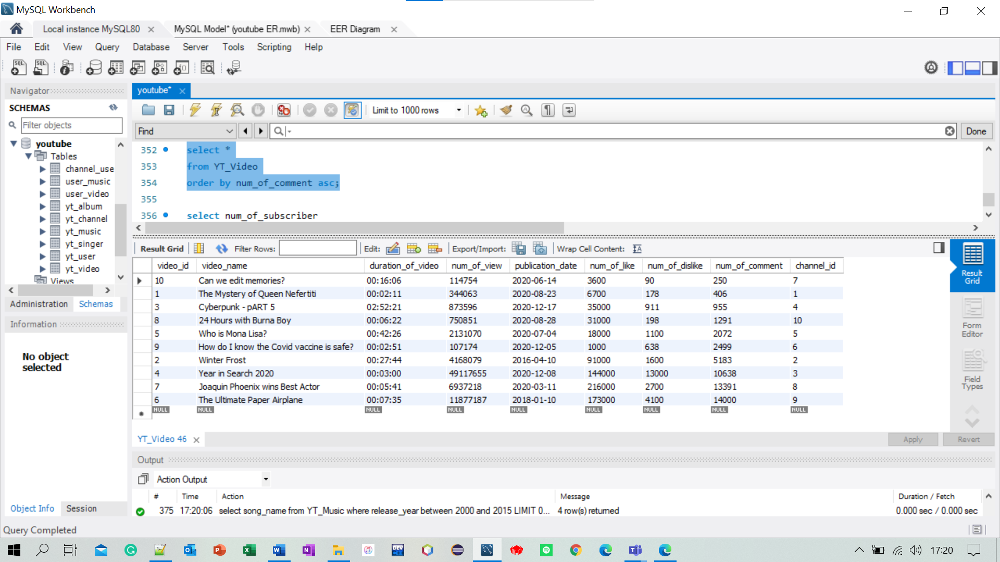 MySQL Workbench
Local instance MySQL80 MySQL Model* (youtube ER.mwb) EER Diagram
File Edit View Query Database Server Tools Scripting Help
Navigator youtube*
SCHEMAS Limit to 1000 rows
Filter objects Find Done
youtube
Tables
channel_use
user_music
user_video
yt_album
yt_channel
yt_music
yt_singer
yt_user
yt_video
Views
352 select *
353 from YT_Video
354 order by num_of_comment asc;
355
356 select num_of_subscriber
Administration Schemas
Information
No object
selected
Object Info Session
Result Grid Filter Rows: Edit: Export/Import: Wrap Cell Content:
video_id video_name duration_of_video num_of_view publication_date num_of_like num_of_dislike num_of_comment channel_id
10 Can we edit memories? 00:16:06 114754 2020-06-14 3600 90 250 7
1 The Mystery of Queen Nefertiti 00:02:11 344063 2020-08-23 6700 178 406 1
3 Cyberpunk - pART 5 02:52:21 873596 2020-12-17 35000 911 955 4
8 24 Hours with Burna Boy 00:06:22 750851 2020-08-28 31000 198 1291 10
5 Who is Mona Lisa? 00:42:26 2131070 2020-07-04 18000 1100 2072 5
9 How do I know the Covid vaccine is safe? 00:02:51 107174 2020-12-05 1000 638 2499 6
2 Winter Frost 00:27:44 4168079 2016-04-10 91000 1600 5183 2
4 Year in Search 2020 00:03:00 49117655 2020-12-08 144000 13000 10638 3
7 Joaquin Phoenix wins Best Actor 00:05:41 6937218 2020-03-11 216000 2700 13391 8
6 The Ultimate Paper Airplane 00:07:35 11877187 2018-01-10 173000 4100 14000 9
NULL NULL NULL NULL NULL NULL NULL NULL NULL
Result
Grid
Form
Editor
Field
Types
YT_Video 46 Apply Revert
Output
Action Output
# Time Action Message Duration / Fetch
375 17:20:06 select song_name from YT_Music where release_year between 2000 and 2015 LIMIT 0... 4 row(s) returned 0.000 sec / 0.000 sec
Query Completed
17:20